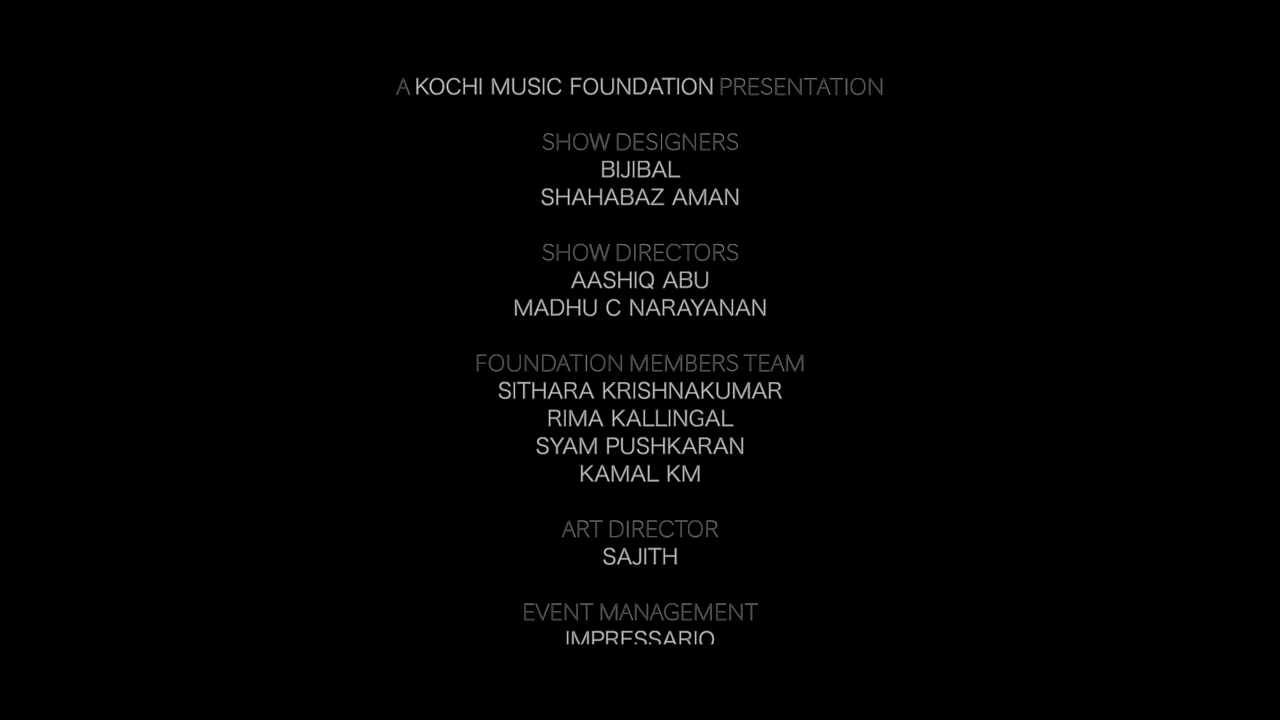 A KOCHI MUSIC FOUNDATION PRESENTATION
SHOW DESIGNERS
BIJIBAL
SHAHABAZ AMAN
SHOW DIRECTORS
AASHIQ ABU
MADHU C NARAYANAN
FOUNDATION MEMBERS TEAM
SITHARA KRISHNAKUMAR
RIMA KALLINGAL
SYAM PUSHKARAN
KAMAL KM
ART DIRECTOR
SAJITH
EVENT MANAGEMENT
IMPRESSARIO